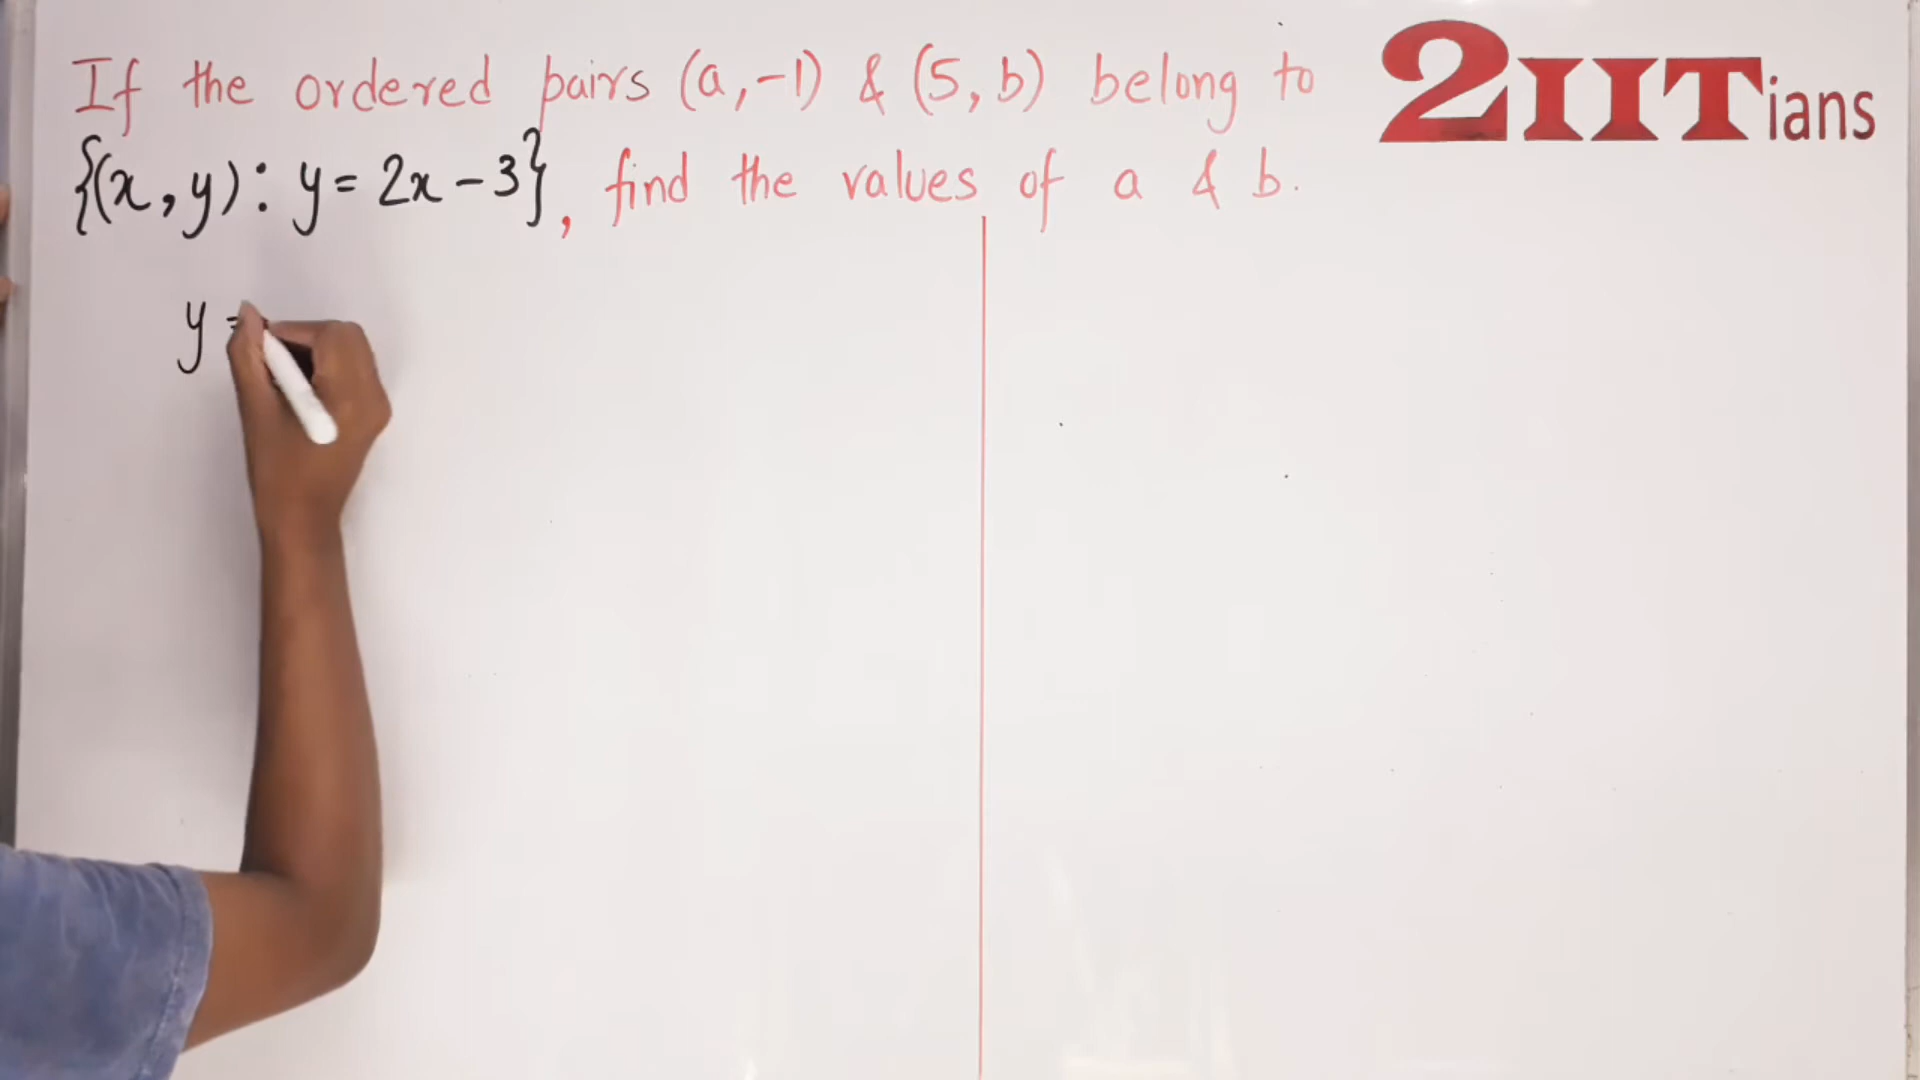 If the ordered pairs (a,-1) & (5,b) belong to
{(x,y): y = 2x - 3}, find the values of a & b.
2IITians
y =